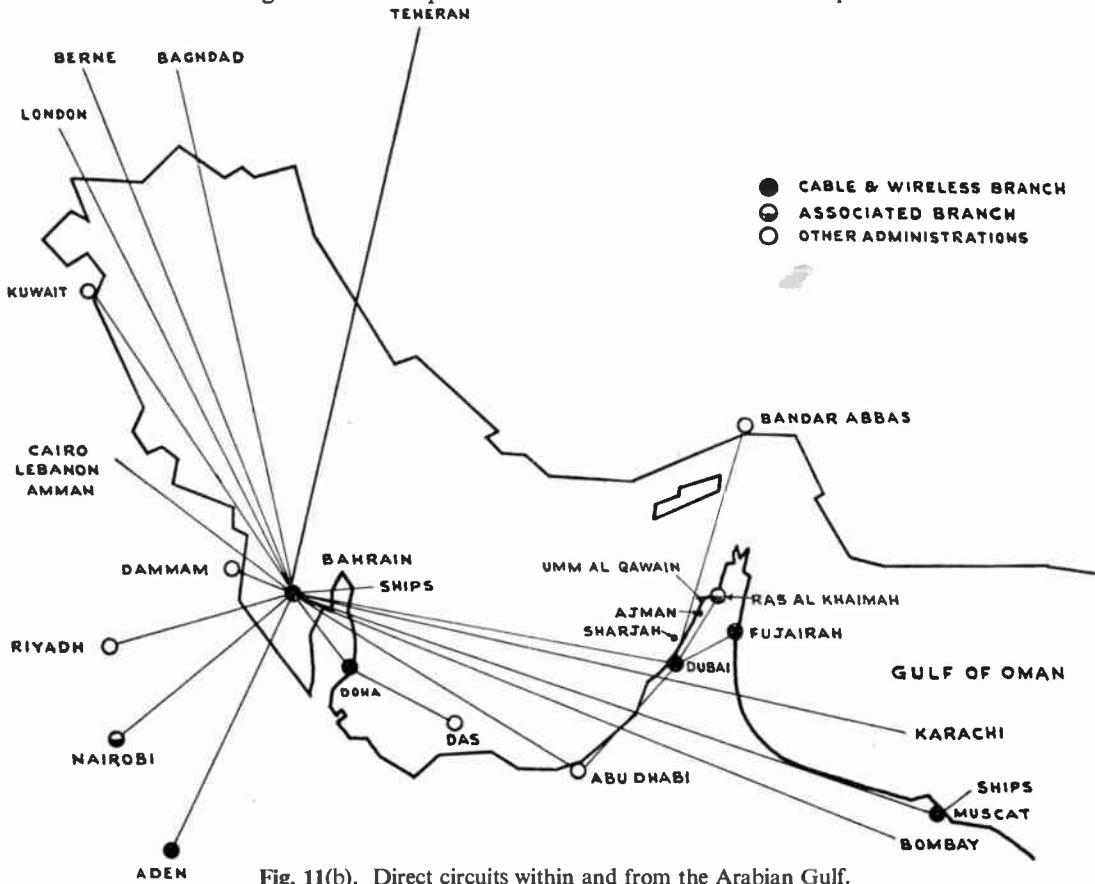 TEHERAN
BERNE
BAGHDAD
LONDON
CABLE & WIRELESS BRANCH
ASSOCIATED BRANCH
OTHER ADMINISTRATIONS
KUWAIT
BANDAR ABBAS
CAIRO
LEBANON
AMMAN
DAMMAM
BAHRAIN
SHIPS
UMM AL QAWAIN
RAS AL KHAIMAH
AJMAN
SHARJAH
FUJAIRAH
RIYADH
DUBAI
DOHA
GULF OF OMAN
DAS
KARACHI
NAIROBI
ABU DHABI
SHIPS
MUSCAT
BOMBAY
ADEN
Fig. 11(b). Direct circuits within and from the Arabian Gulf.